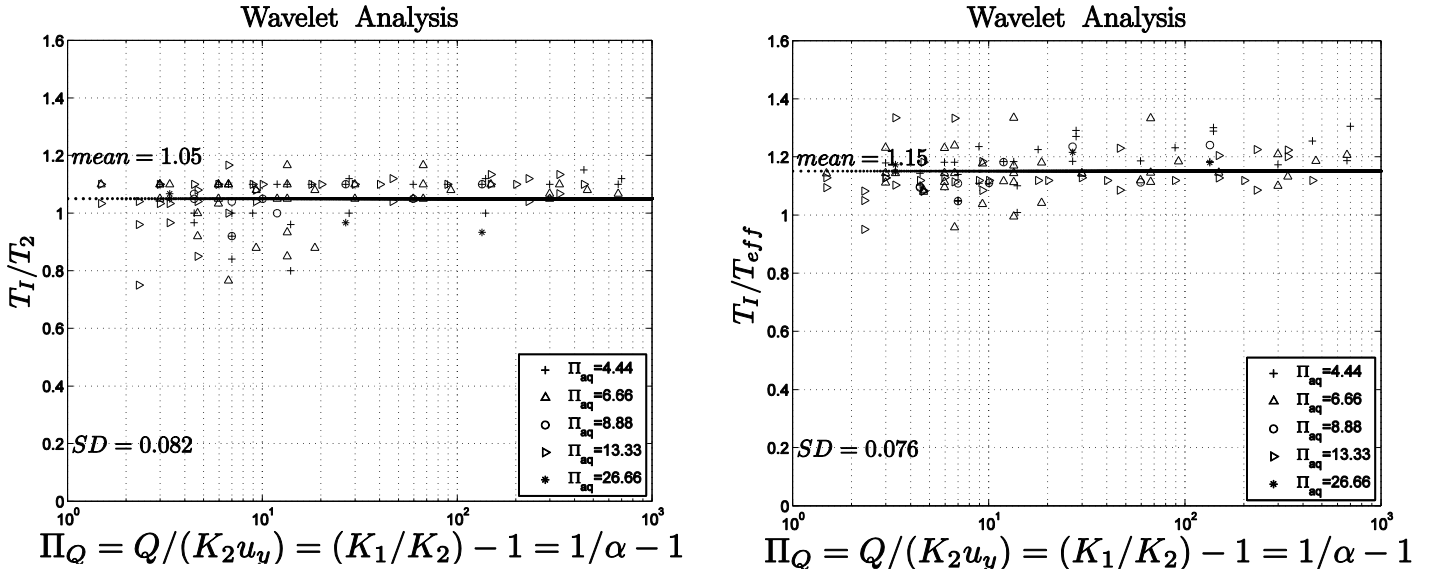 Wavelet Analysis
1.6
1.4
1.2
1
0.8
0.6
0.4
0.2
0
mean = 1.05
SD = 0.082
T_I/T_2
Π_aq=4.44
Π_aq=6.66
Π_aq=8.88
Π_aq=13.33
Π_aq=26.66
10^0 10^1 10^2 10^3
Π_Q = Q/(K_2u_y) = (K_1/K_2) − 1 = 1/α − 1
Wavelet Analysis
1.6
1.4
1.2
1
0.8
0.6
0.4
0.2
0
mean = 1.15
SD = 0.076
T_I/T_eff
Π_aq=4.44
Π_aq=6.66
Π_aq=8.88
Π_aq=13.33
Π_aq=26.66
10^0 10^1 10^2 10^3
Π_Q = Q/(K_2u_y) = (K_1/K_2) − 1 = 1/α − 1